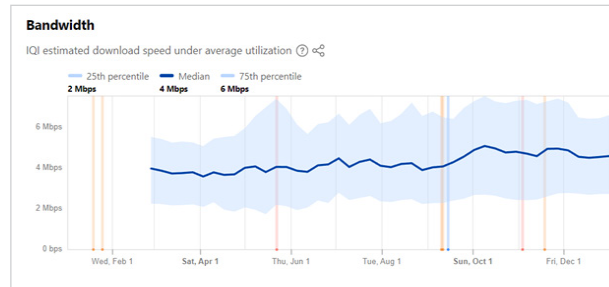 Bandwidth
IQI estimated download speed under average utilization ?
25th percentile Median 75th percentile
2 Mbps 4 Mbps 6 Mbps
6 Mbps
4 Mbps
2 Mbps
0 bps
Wed, Feb 1 Sat, Apr 1 Thu, Jun 1 Tue, Aug 1 Sun, Oct 1 Fri, Dec 1